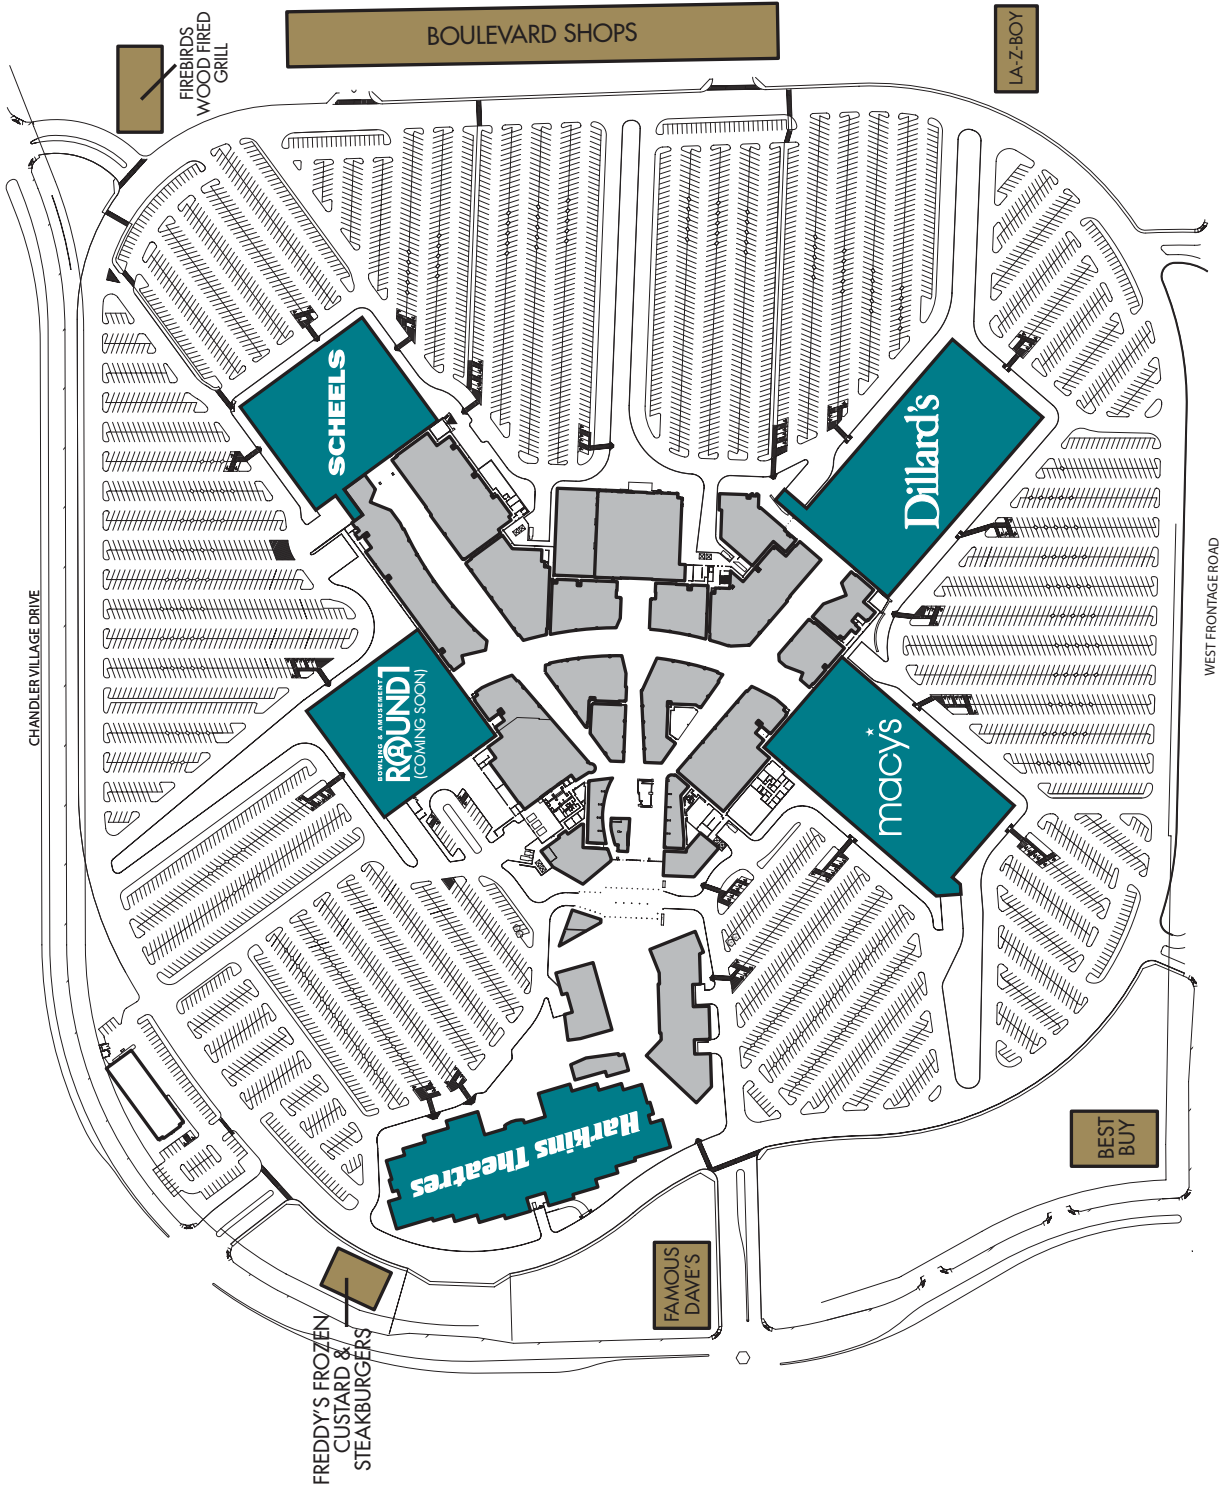 BOULEVARD SHOPS
FIREBIRDS
WOOD FIRED
GRILL
LA-Z-BOY
SCHEELS
Dillard's
CHANDLER VILLAGE DRIVE
WEST FRONTAGE ROAD
BOWLING & AMUSEMENT
ROUND1
(COMING SOON)
macy's
Harkins Theatres
BEST
BUY
FAMOUS
DAVE'S
FREDDY'S FROZEN
CUSTARD &
STEAKBURGERS